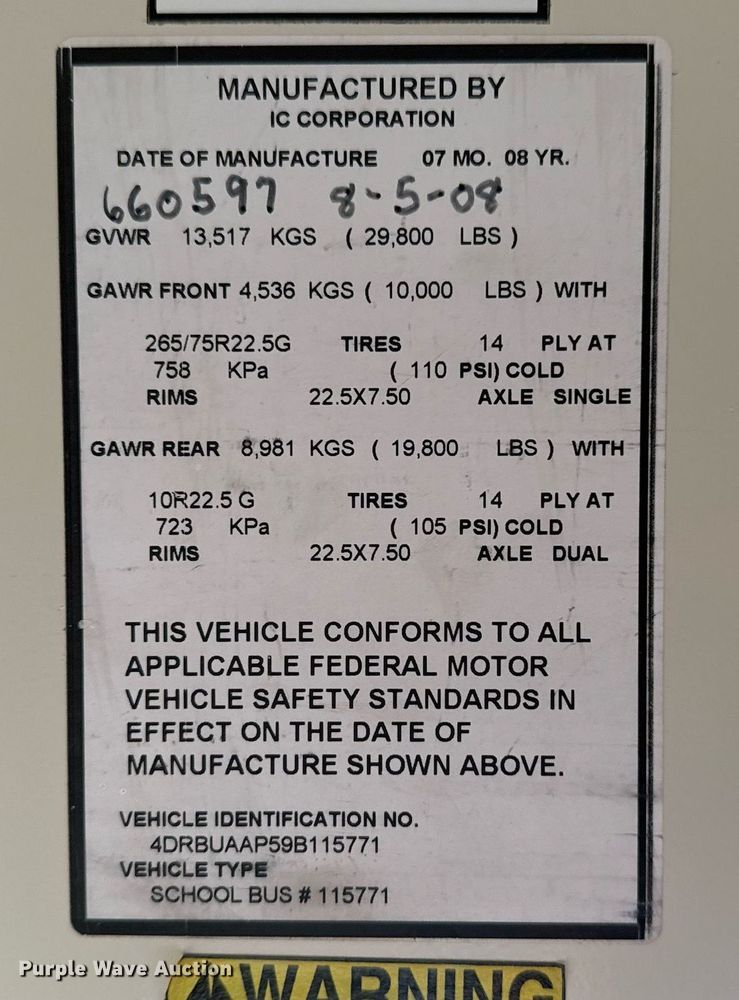 MANUFACTURED BY
IC CORPORATION
DATE OF MANUFACTURE 07 MO. 08 YR.
660597 8-5-08
GVWR 13,517 KGS ( 29,800 LBS )
GAWR FRONT 4,536 KGS ( 10,000 LBS ) WITH
265/75R22.5G TIRES 14 PLY AT
758 KPa ( 110 PSI) COLD
RIMS 22.5X7.50 AXLE SINGLE
GAWR REAR 8,981 KGS ( 19,800 LBS ) WITH
10R22.5 G TIRES 14 PLY AT
723 KPa ( 105 PSI) COLD
RIMS 22.5X7.50 AXLE DUAL
THIS VEHICLE CONFORMS TO ALL
APPLICABLE FEDERAL MOTOR
VEHICLE SAFETY STANDARDS IN
EFFECT ON THE DATE OF
MANUFACTURE SHOWN ABOVE.
VEHICLE IDENTIFICATION NO.
4DRBUAAP59B115771
VEHICLE TYPE
SCHOOL BUS # 115771
Purple Wave Auction
WARNING